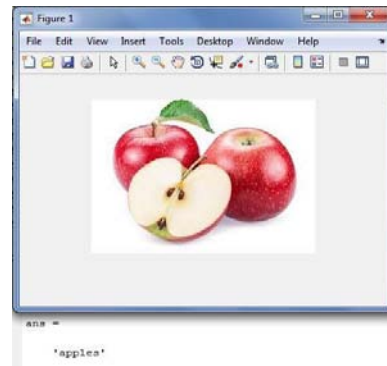 Figure 1
File Edit View Insert Tools Desktop Window Help
ans =
'apples'